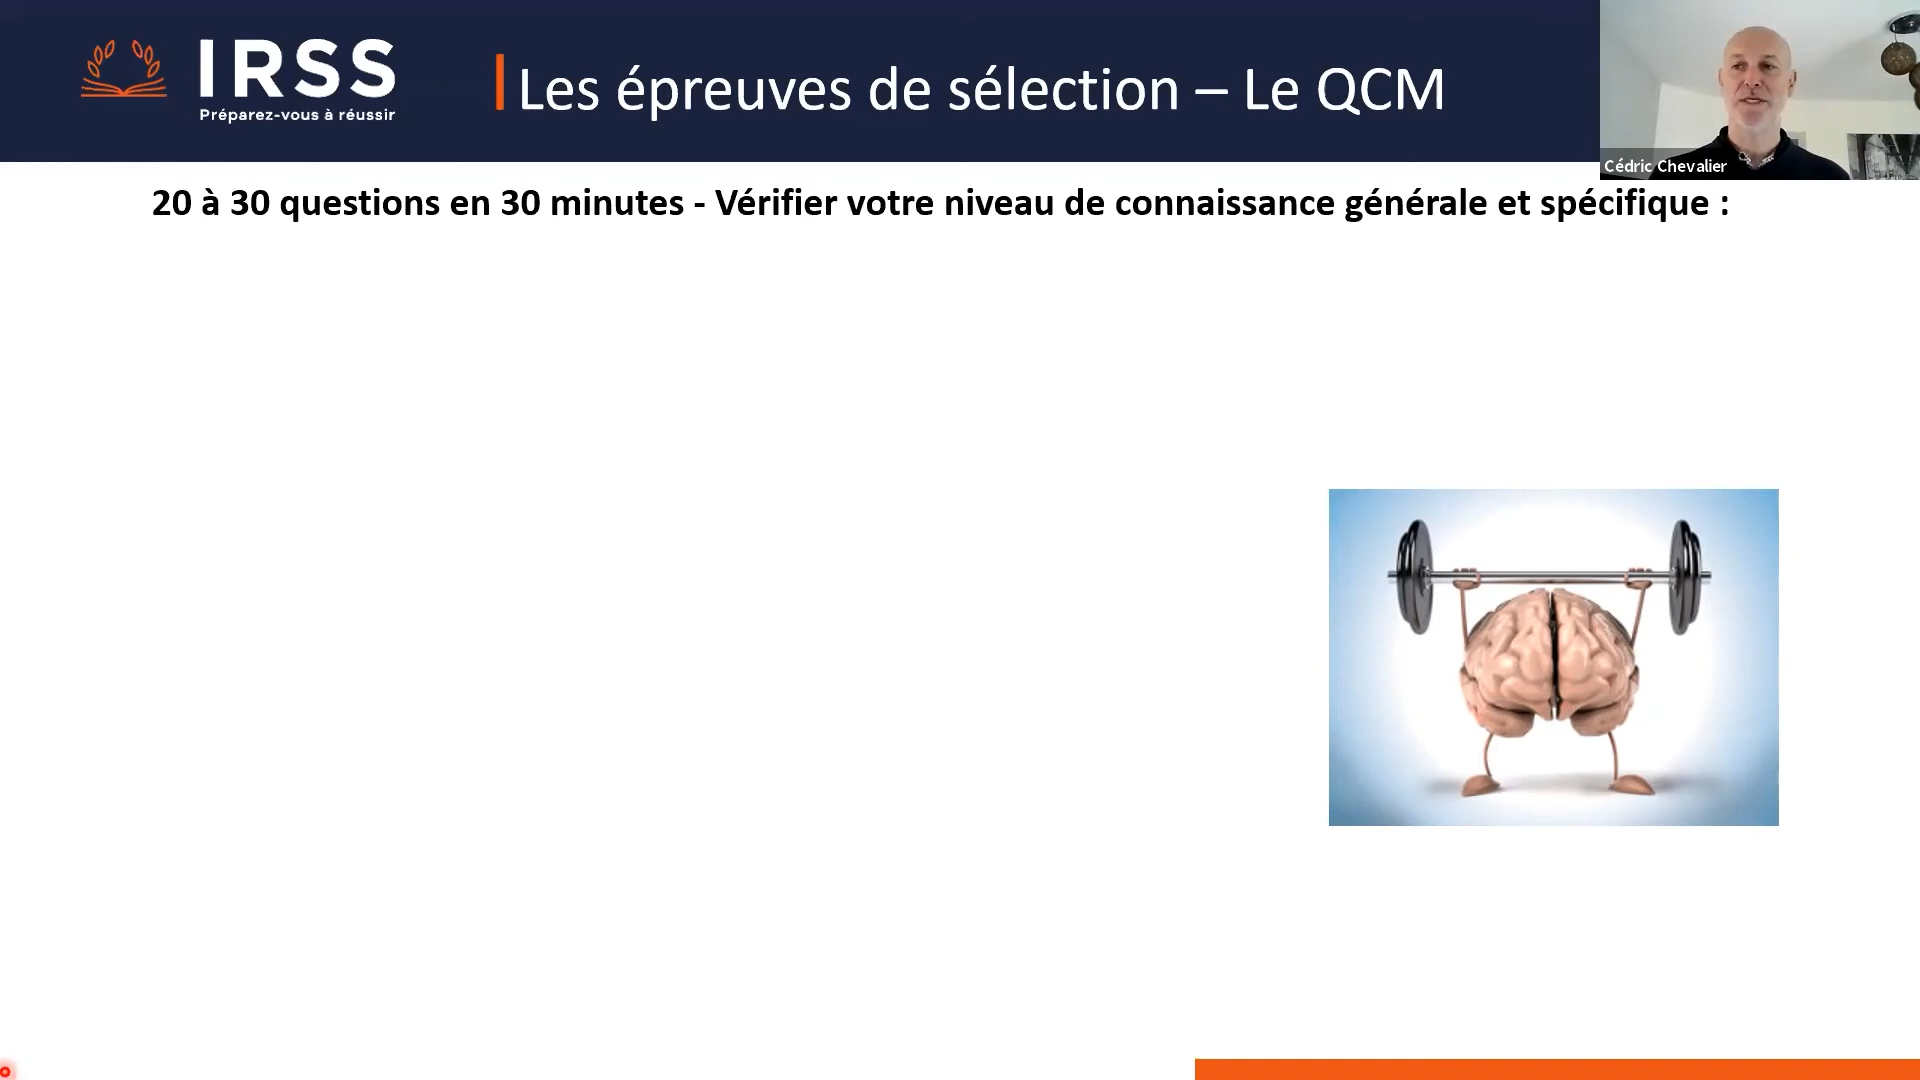 IRSS
Préparez-vous à réussir
Les épreuves de sélection – Le QCM
Cédric Chevalier
20 à 30 questions en 30 minutes - Vérifier votre niveau de connaissance générale et spécifique :